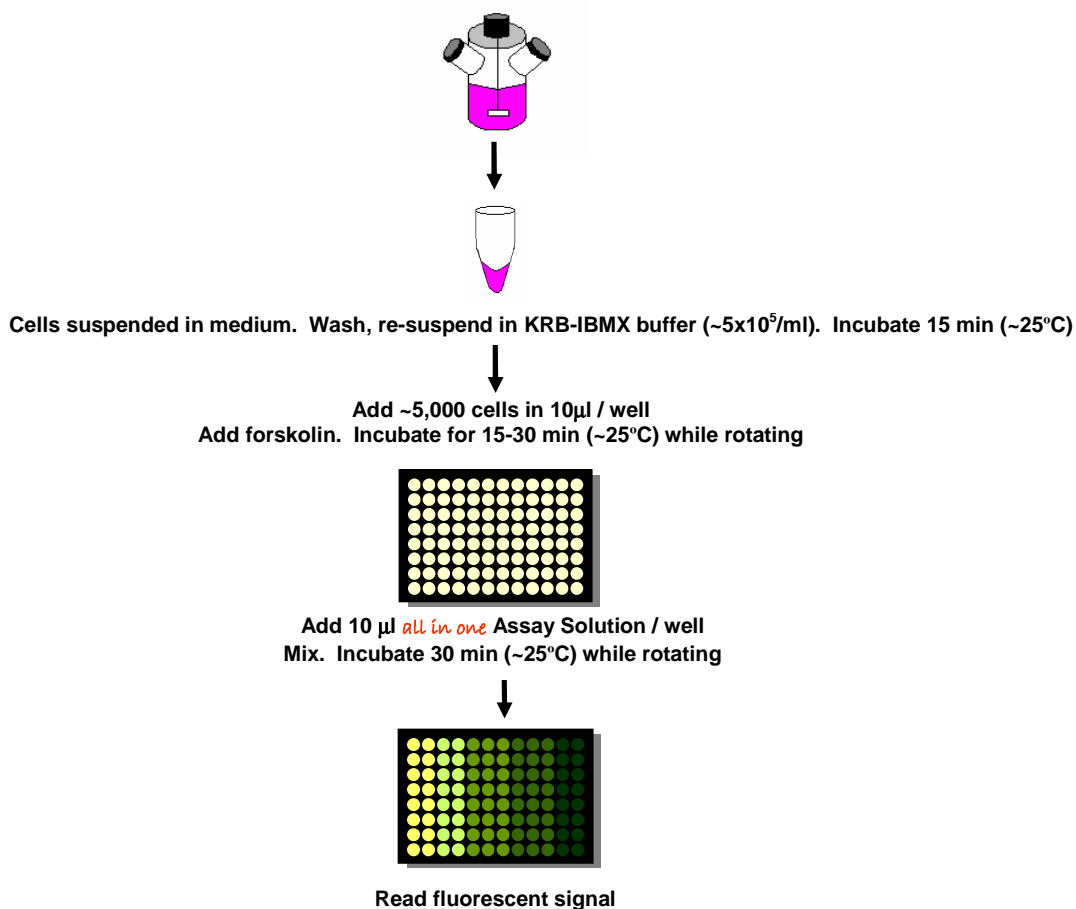 Cells suspended in medium.  Wash, re-suspend in KRB-IBMX buffer (~5x10⁵/ml).  Incubate 15 min (~25ºC)
Add ~5,000 cells in 10µl / well
Add forskolin.  Incubate for 15-30 min (~25ºC) while rotating
Add 10 µl all in one Assay Solution / well
Mix.  Incubate 30 min (~25ºC) while rotating
Read fluorescent signal